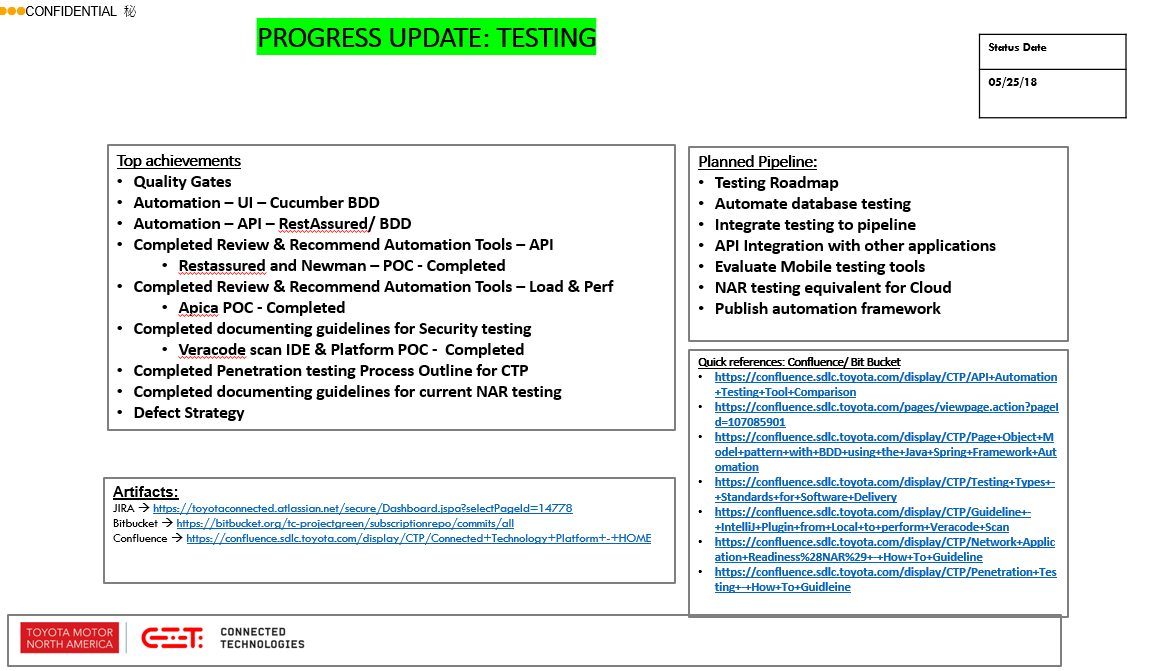 CONFIDENTIAL 秘
PROGRESS UPDATE: TESTING
Status Date
05/25/18
Top achievements
• Quality Gates
• Automation – UI – Cucumber BDD
• Automation – API – RestAssured/ BDD
• Completed Review & Recommend Automation Tools – API
• Restassured and Newman – POC - Completed
• Completed Review & Recommend Automation Tools – Load & Perf
• Apica POC - Completed
• Completed documenting guidelines for Security testing
• Veracode scan IDE & Platform POC - Completed
• Completed Penetration testing Process Outline for CTP
• Completed documenting guidelines for current NAR testing
• Defect Strategy
Planned Pipeline:
• Testing Roadmap
• Automate database testing
• Integrate testing to pipeline
• API Integration with other applications
• Evaluate Mobile testing tools
• NAR testing equivalent for Cloud
• Publish automation framework
Quick references: Confluence/ Bit Bucket
• https://confluence.sdlc.toyota.com/display/CTP/API+Automation
+Testing+Tool+Comparison
• https://confluence.sdlc.toyota.com/pages/viewpage.action?pageI
d=107085901
• https://confluence.sdlc.toyota.com/display/CTP/Page+Object+M
odel+pattern+with+BDD+using+the+Java+Spring+Framework+Aut
omation
• https://confluence.sdlc.toyota.com/display/CTP/Testing+Types+-
+Standards+for+Software+Delivery
• https://confluence.sdlc.toyota.com/display/CTP/Guideline+-
+IntelliJ+Plugin+from+Local+to+perform+Veracode+Scan
• https://confluence.sdlc.toyota.com/display/CTP/Network+Applic
ation+Readiness%28NAR%29+-+How+To+Guideline
• https://confluence.sdlc.toyota.com/display/CTP/Penetration+Tes
ting+-+How+To+Guidleine
Artifacts:
JIRA → https://toyotaconnected.atlassian.net/secure/Dashboard.jspa?selectPageId=14778
Bitbucket → https://bitbucket.org/tc-projectgreen/subscriptionrepo/commits/all
Confluence → https://confluence.sdlc.toyota.com/display/CTP/Connected+Technology+Platform+-+HOME
TOYOTA MOTOR
NORTH AMERICA
CONNECTED
TECHNOLOGIES